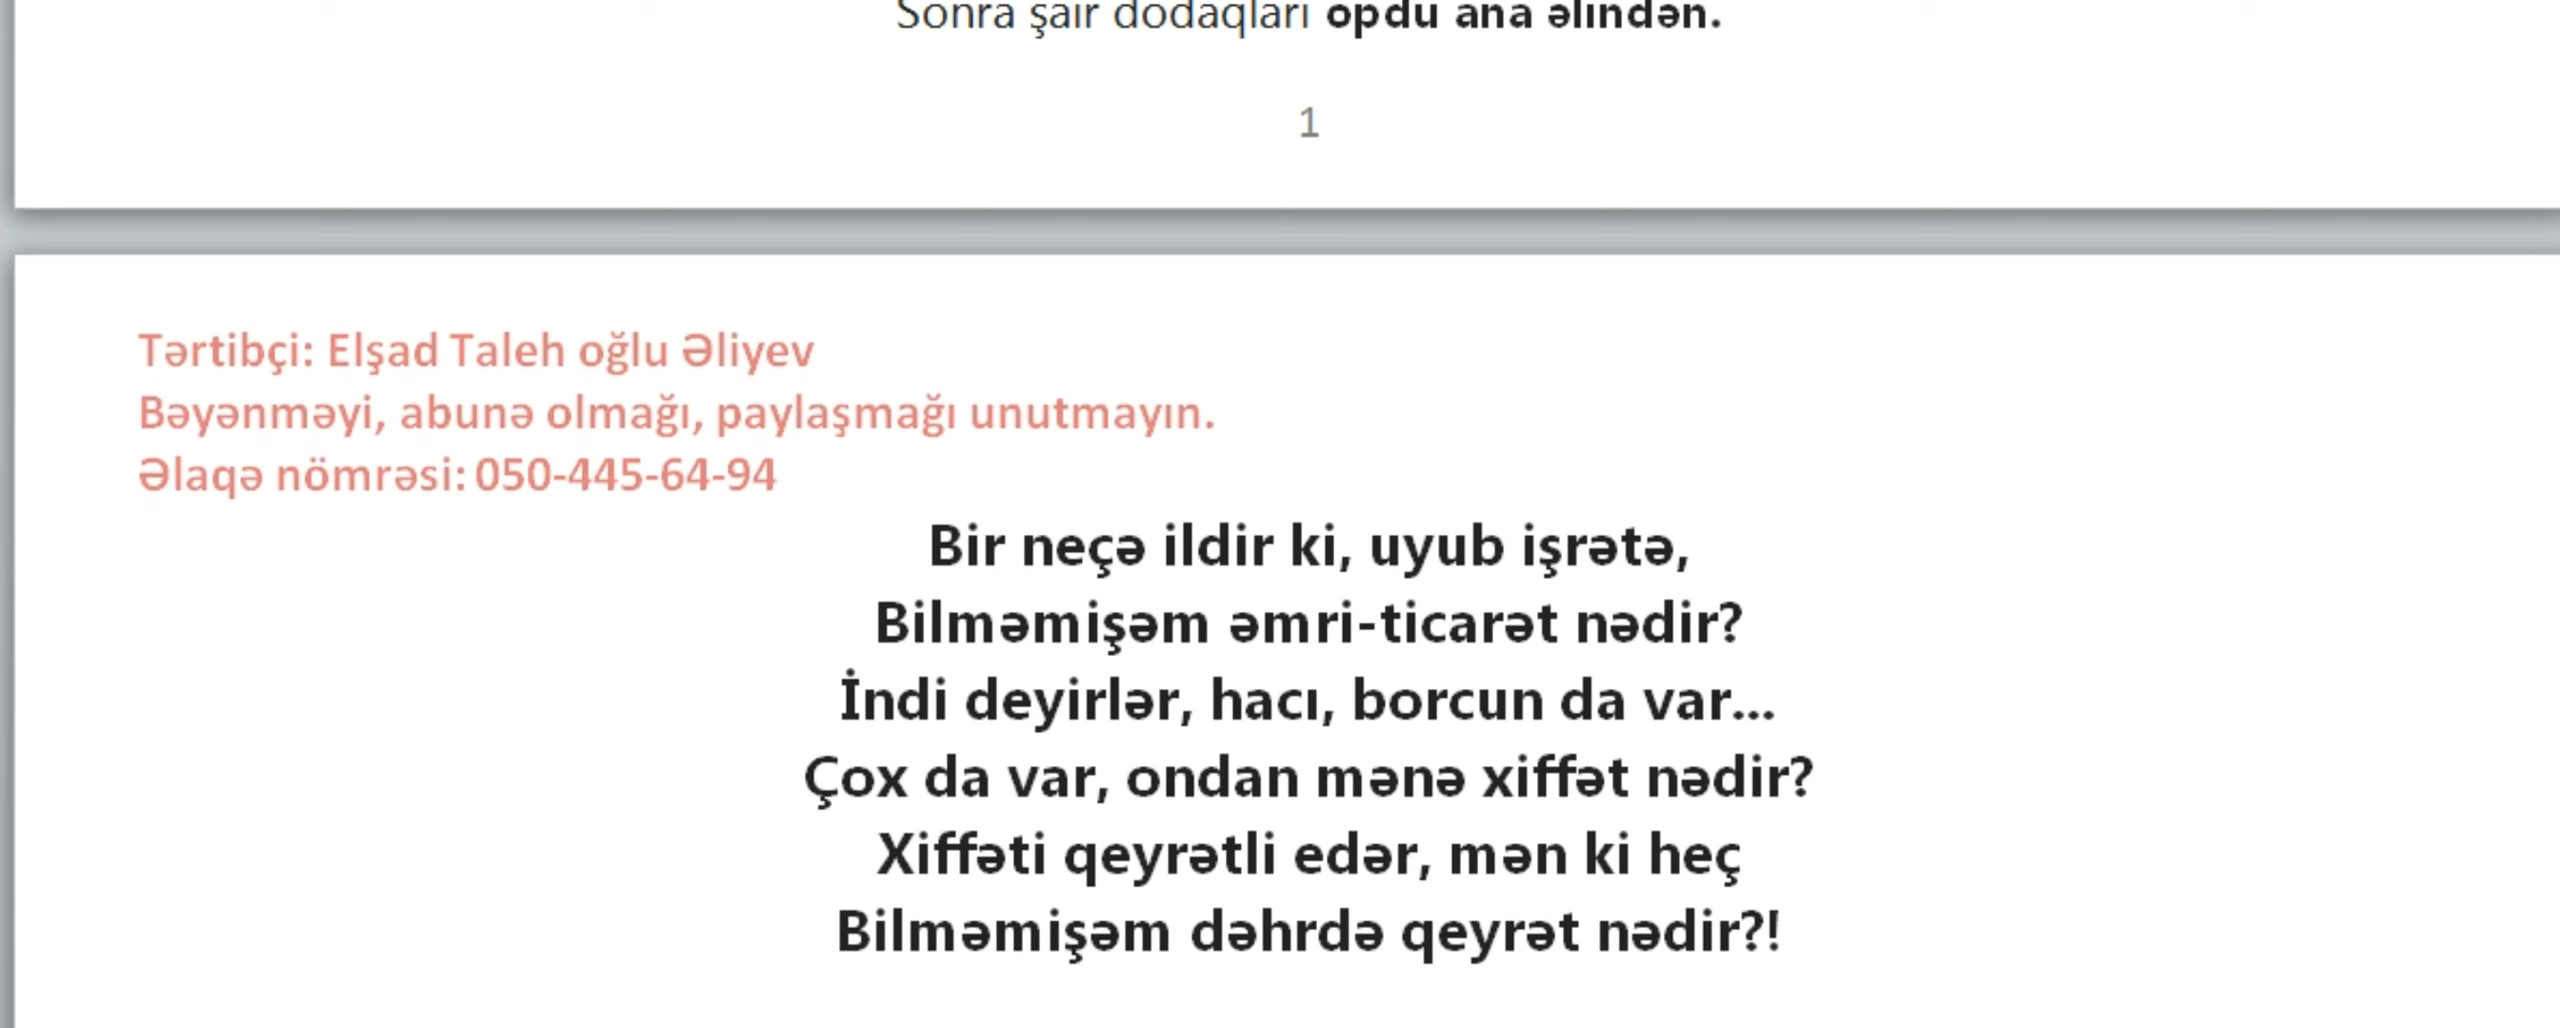 Sonra şair dodaqları opdu ana əlindən.
1
Tərtibçi: Elşad Taleh oğlu Əliyev
Bəyənməyi, abunə olmağı, paylaşmağı unutmayın.
Əlaqə nömrəsi: 050-445-64-94
Bir neçə ildir ki, uyub işrətə,
Bilməmişəm əmri-ticarət nədir?
İndi deyirlər, hacı, borcun da var...
Çox da var, ondan mənə xiffət nədir?
Xiffəti qeyrətli edər, mən ki heç
Bilməmişəm dəhrdə qeyrət nədir?!